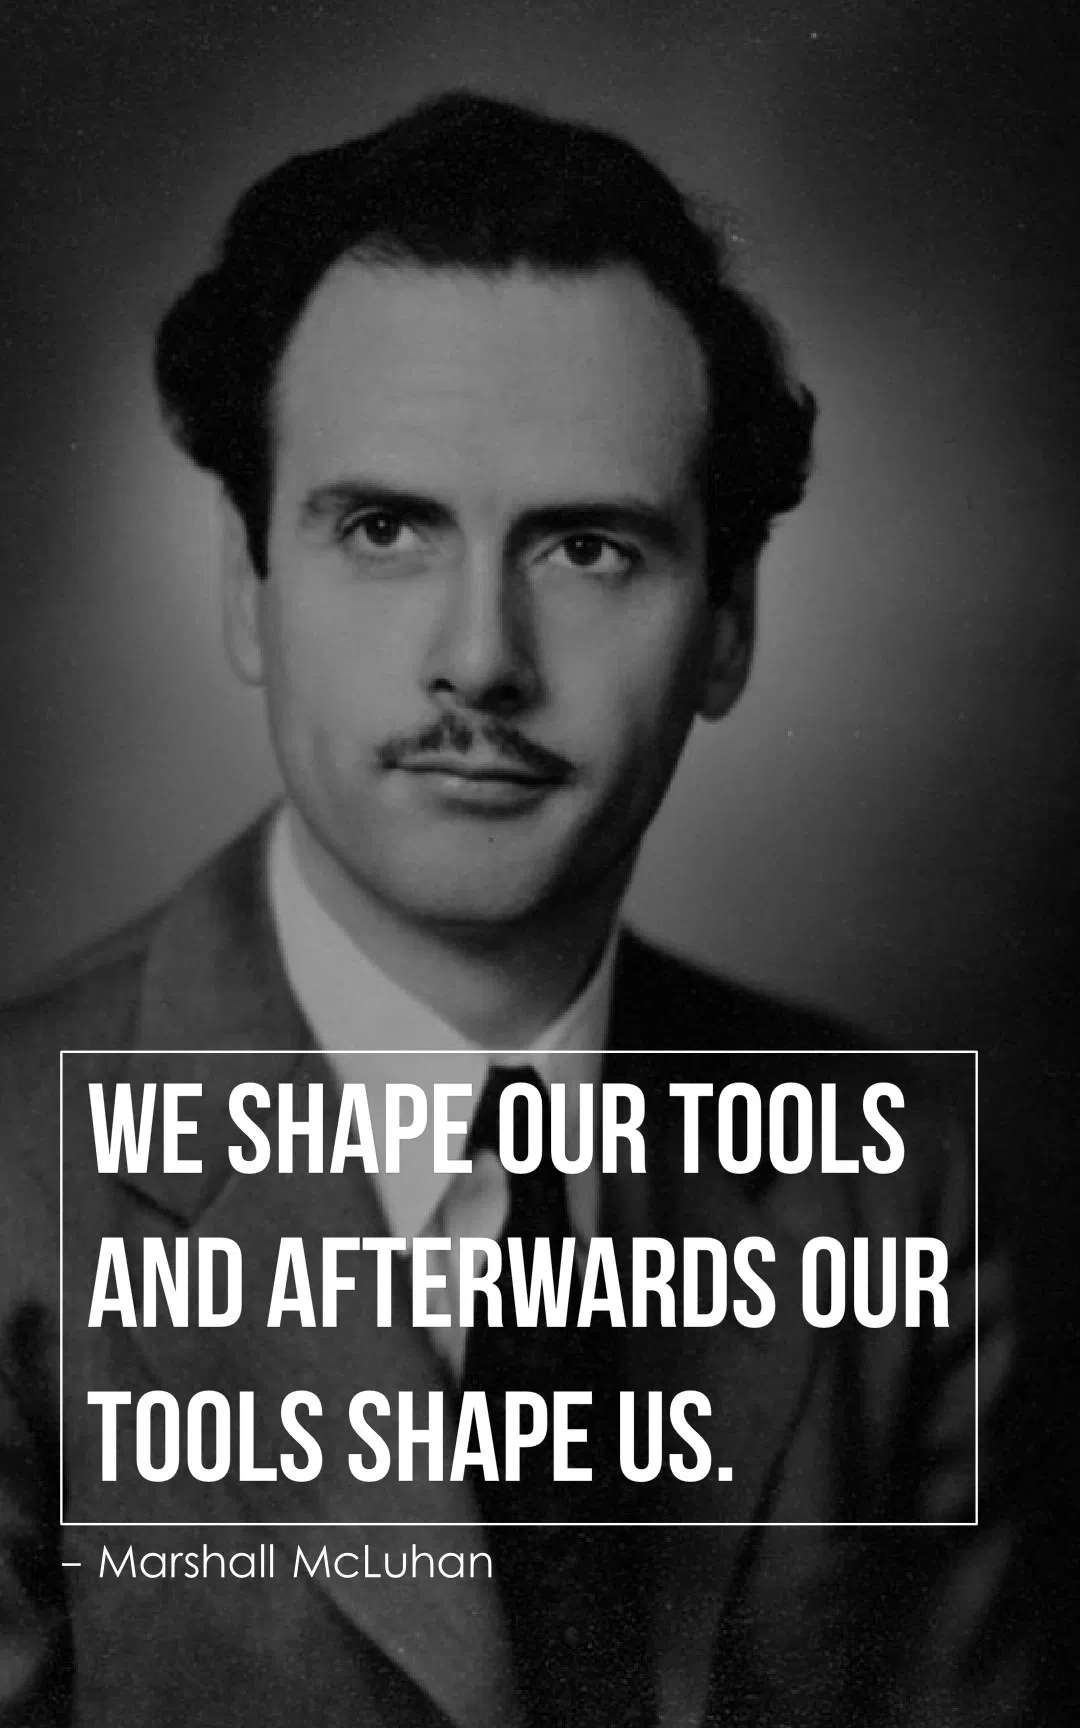 WE SHAPE OUR TOOLS
AND AFTERWARDS OUR
TOOLS SHAPE US.
– Marshall McLuhan